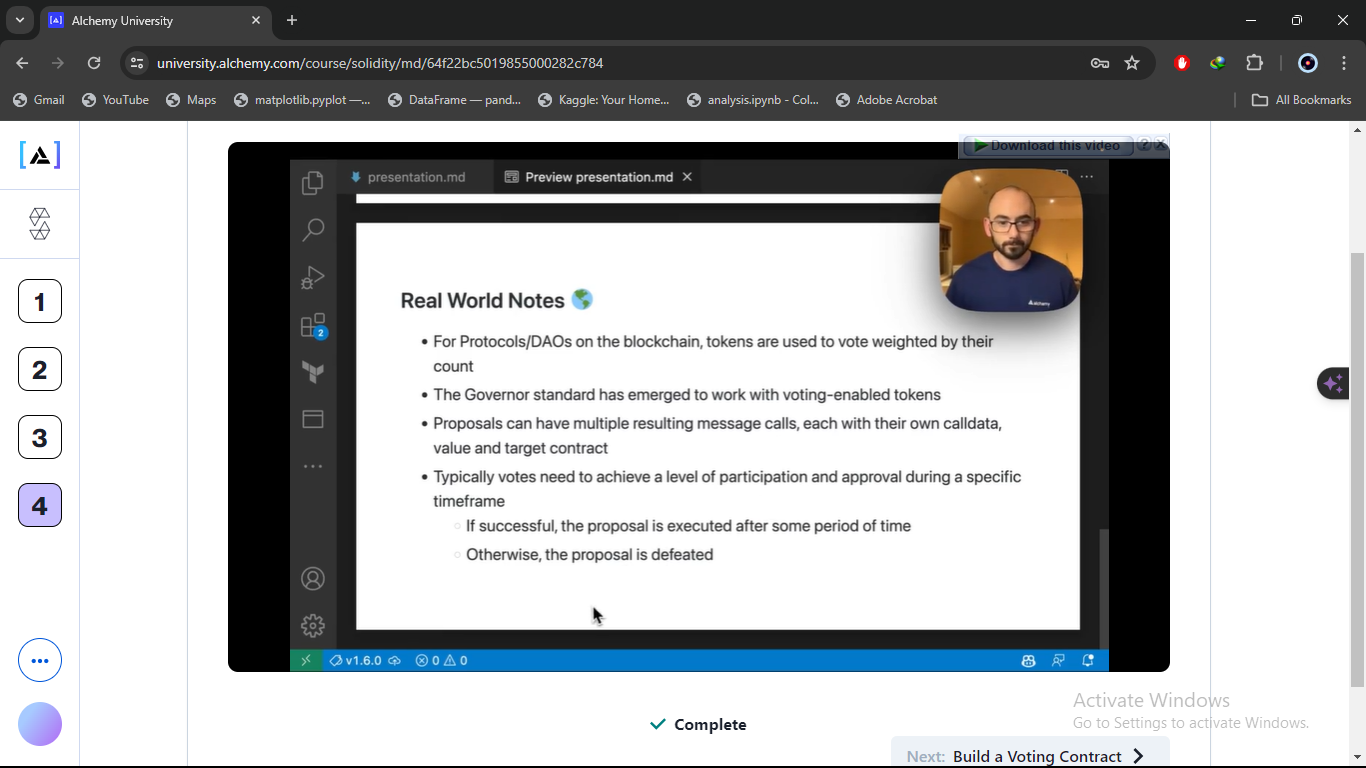 Alchemy University
university.alchemy.com/course/solidity/md/64f22bc5019855000282c784
Gmail
YouTube
Maps
matplotlib.pyplot —...
DataFrame — pand...
Kaggle: Your Home...
analysis.ipynb - Col...
Adobe Acrobat
All Bookmarks
Download this video
presentation.md
Preview presentation.md
Real World Notes
• For Protocols/DAOs on the blockchain, tokens are used to vote weighted by their
count
• The Governor standard has emerged to work with voting-enabled tokens
• Proposals can have multiple resulting message calls, each with their own calldata,
value and target contract
• Typically votes need to achieve a level of participation and approval during a specific
timeframe
If successful, the proposal is executed after some period of time
Otherwise, the proposal is defeated
1
2
3
4
2
v1.6.0
0
0
alchemy
Complete
Activate Windows
Go to Settings to activate Windows.
Next: Build a Voting Contract